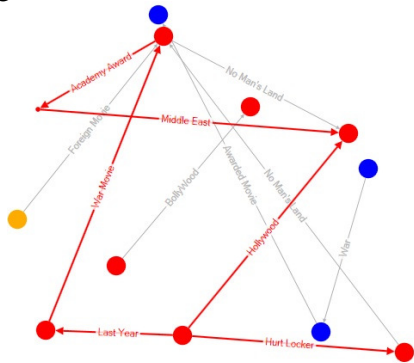 Academy Award
No Man's Land
Middle East
Foreign Movie
War Movie
BollyWood
Awarded Movie
No Man's Land
Hollywood
War
Last Year
Hurt Locker